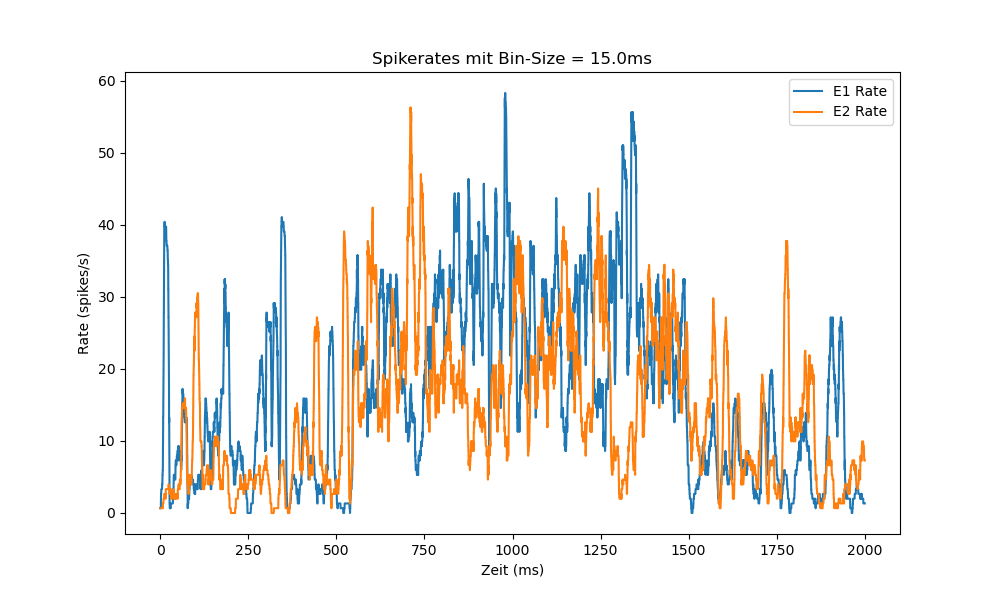 Spikerates mit Bin-Size = 15.0ms
E1 Rate
E2 Rate
60
50
40
30
20
10
0
Rate (spikes/s)
0 250 500 750 1000 1250 1500 1750 2000
Zeit (ms)